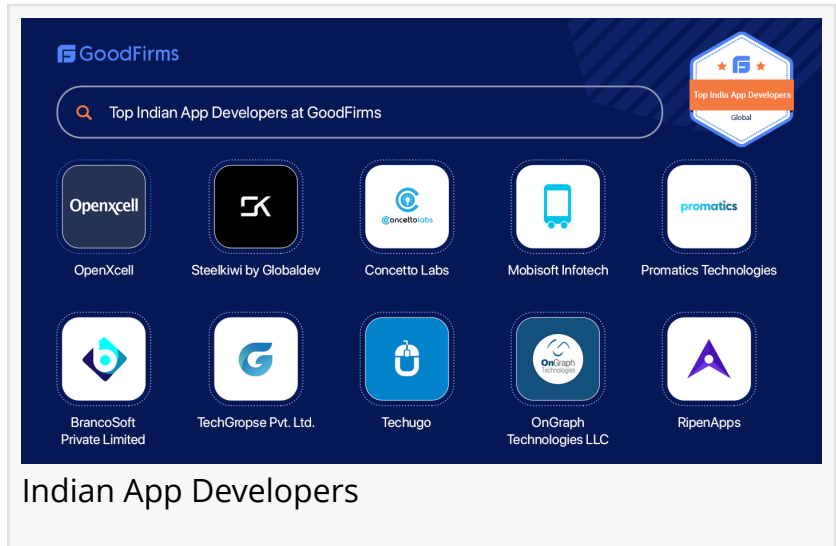 GoodFirms
Top India App Developers
Global
Top Indian App Developers at GoodFirms
Openxcell
SK
Concettolabs
promatics
OpenXcell
Steelkiwi by Globaldev
Concetto Labs
Mobisoft Infotech
Promatics Technologies
OnGraph
Technologies
BrancoSoft
Private Limited
TechGropse Pvt. Ltd.
Techugo
OnGraph
Technologies LLC
RipenApps
Indian App Developers